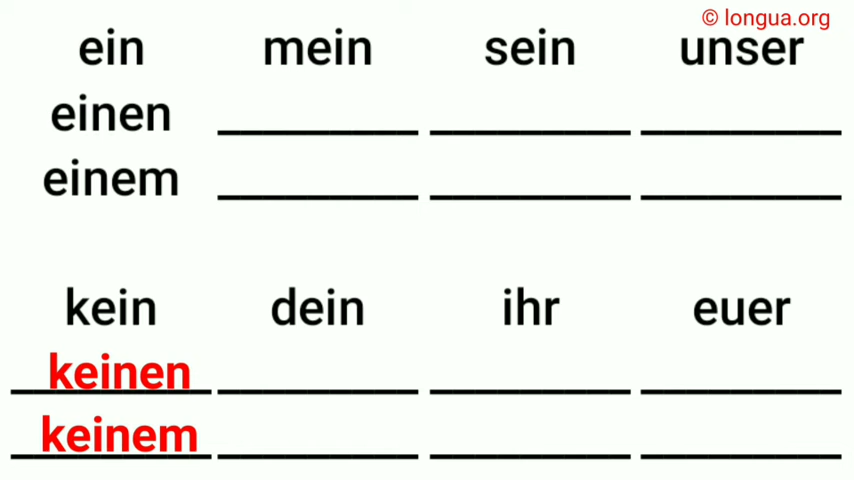 © longua.org
ein mein sein unser
einen
einem
kein dein ihr euer
keinen
keinem